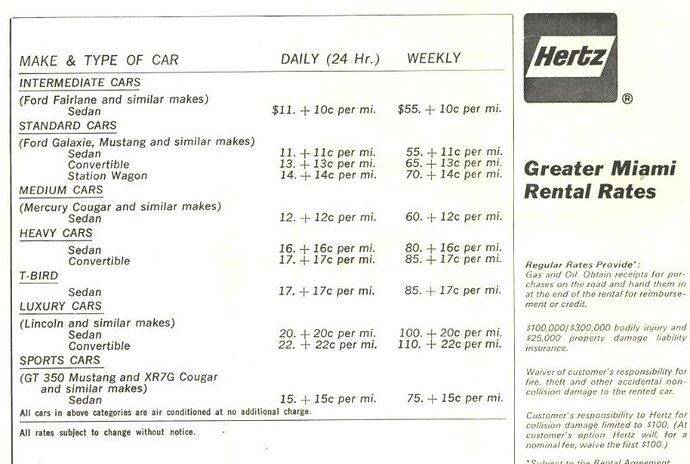 MAKE & TYPE OF CAR DAILY (24 Hr.) WEEKLY
INTERMEDIATE CARS
(Ford Fairlane and similar makes)
Sedan $11. + 10c per mi. $55. + 10c per mi.
STANDARD CARS
(Ford Galaxie, Mustang and similar makes)
Sedan 11. + 11c per mi. 55. + 11c per mi.
Convertible 13. + 13c per mi. 65. + 13c per mi.
Station Wagon 14. + 14c per mi. 70. + 14c per mi.
MEDIUM CARS
(Mercury Cougar and similar makes)
Sedan 12. + 12c per mi. 60. + 12c per mi.
HEAVY CARS
Sedan 16. + 16c per mi. 80. + 16c per mi.
Convertible 17. + 17c per mi. 85. + 17c per mi.
T-BIRD
Sedan 17. + 17c per mi. 85. + 17c per mi.
LUXURY CARS
(Lincoln and similar makes)
Sedan 20. + 20c per mi. 100. + 20c per mi.
Convertible 22. + 22c per mi. 110. + 22c per mi.
SPORTS CARS
(GT 350 Mustang and XR7G Cougar
and similar makes)
Sedan 15. + 15c per mi. 75. + 15c per mi.
All cars in above categories are air conditioned at no additional charge.
All rates subject to change without notice.
Hertz
®
Greater Miami
Rental Rates
Regular Rates Provide*:
Gas and Oil. Obtain receipts for pur-
chases on the road and hand them in
at the end of the rental for reimburse-
ment or credit.
$100,000/$300,000 bodily injury and
$25,000 property damage liability
insurance.
Waiver of customer's responsibility for
fire, theft and other accidental non-
collision damage to the rented car.
Customer's responsibility to Hertz for
collision damage limited to $100. (At
customer's option Hertz will, for a
nominal fee, waive the first $100.)
*Subject to the Rental Agreement